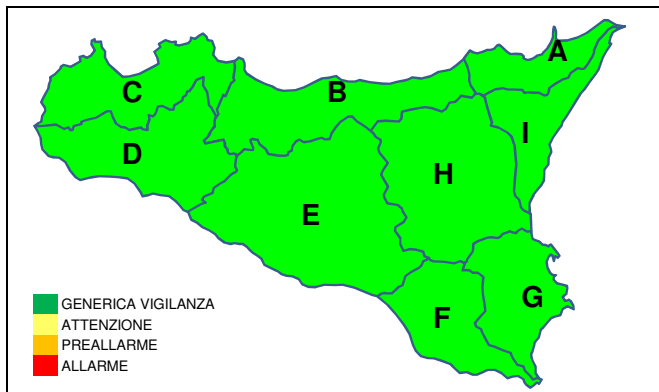 A
B
C
I
D
H
E
G
F
GENERICA VIGILANZA
ATTENZIONE
PREALLARME
ALLARME